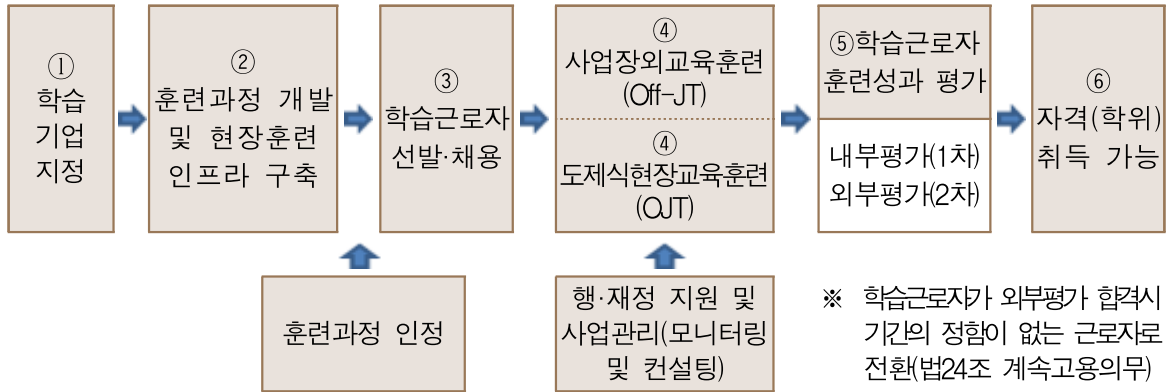 ①
학습
기업
지정
②
훈련과정 개발
및 현장훈련
인프라 구축
③
학습근로자
선발·채용
④
사업장외교육훈련
(Off-JT)
④
도제식현장교육훈련
(OJT)
⑤학습근로자
훈련성과 평가
내부평가(1차)
외부평가(2차)
⑥
자격(학위)
취득 가능
훈련과정 인정
행·재정 지원 및
사업관리(모니터링
및 컨설팅)
※ 학습근로자가 외부평가 합격시
기간의 정함이 없는 근로자로
전환(법24조 계속고용의무)